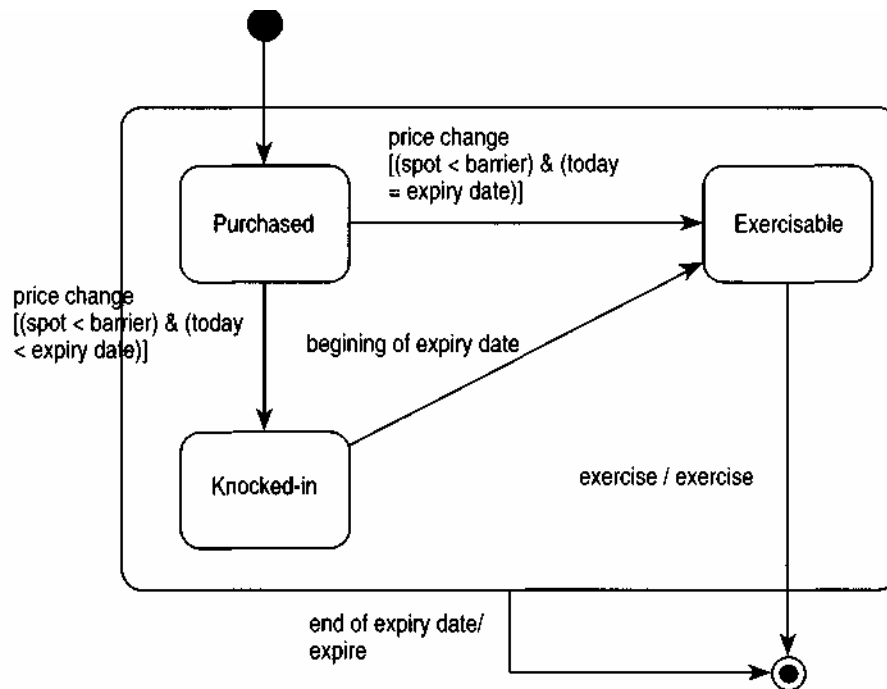 price change
[(spot < barrier) & (today
= expiry date)]
Purchased
Exercisable
price change
[(spot < barrier) & (today
< expiry date)]
begining of expiry date
Knocked-in
exercise / exercise
end of expiry date/
expire